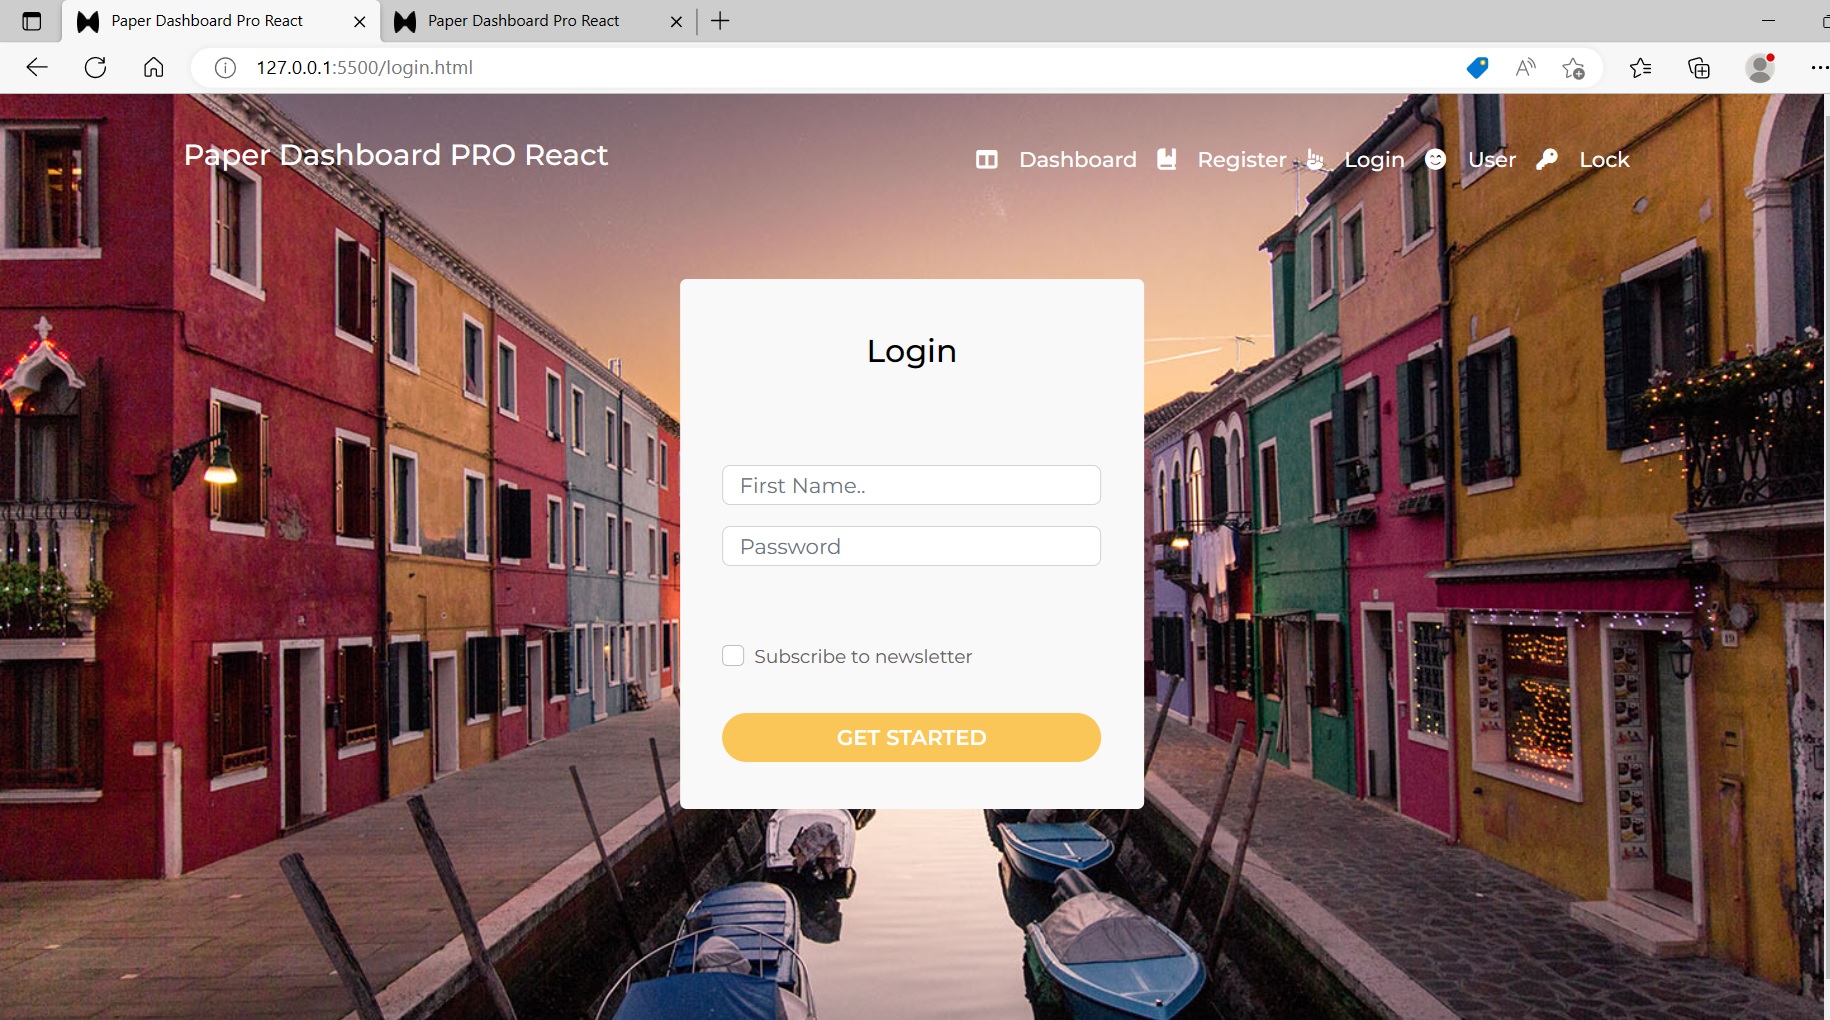 Paper Dashboard Pro React
Paper Dashboard Pro React
127.0.0.1:5500/login.html
Paper Dashboard PRO React
Dashboard Register Login User Lock
Login
First Name..
Password
Subscribe to newsletter
GET STARTED
19